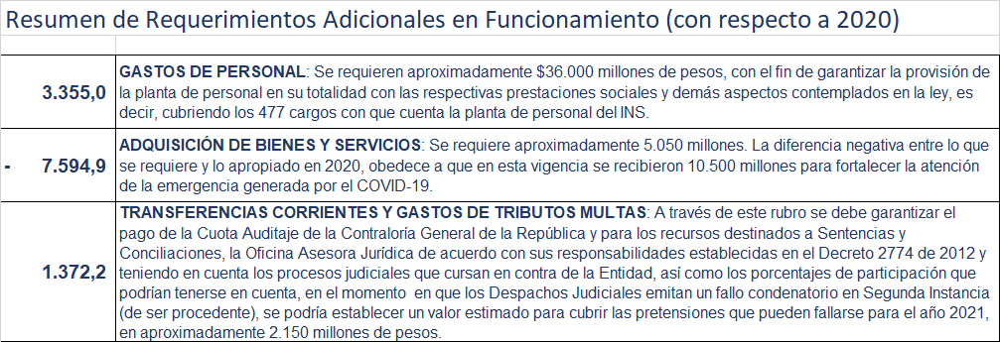 Resumen de Requerimientos Adicionales en Funcionamiento (con respecto a 2020)
3.355,0
GASTOS DE PERSONAL: Se requieren aproximadamente $36.000 millones de pesos, con el fin de garantizar la provisión de
la planta de personal en su totalidad con las respectivas prestaciones sociales y demás aspectos contemplados en la ley, es
decir, cubriendo los 477 cargos con que cuenta la planta de personal del INS.
- 7.594,9
ADQUISICIÓN DE BIENES Y SERVICIOS: Se requiere aproximadamente 5.050 millones. La diferencia negativa entre lo que
se requiere y lo apropiado en 2020, obedece a que en esta vigencia se recibieron 10.500 millones para fortalecer la atención
de la emergencia generada por el COVID-19.
1.372,2
TRANSFERENCIAS CORRIENTES Y GASTOS DE TRIBUTOS MULTAS: A través de este rubro se debe garantizar el
pago de la Cuota Auditaje de la Contraloría General de la República y para los recursos destinados a Sentencias y
Conciliaciones, la Oficina Asesora Jurídica de acuerdo con sus responsabilidades establecidas en el Decreto 2774 de 2012 y
teniendo en cuenta los procesos judiciales que cursan en contra de la Entidad, así como los porcentajes de participación que
podrían tenerse en cuenta, en el momento en que los Despachos Judiciales emitan un fallo condenatorio en Segunda Instancia
(de ser procedente), se podría establecer un valor estimado para cubrir las pretensiones que pueden fallarse para el año 2021,
en aproximadamente 2.150 millones de pesos.